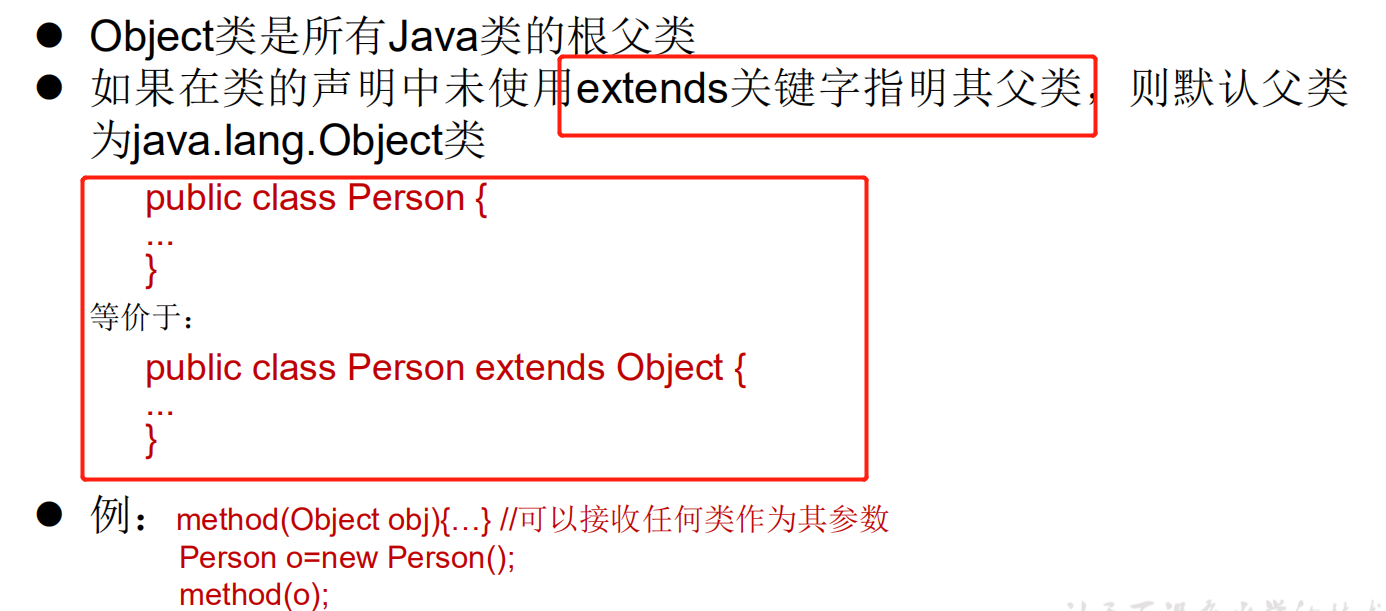 ● Object类是所有Java类的根父类
● 如果在类的声明中未使用extends关键字指明其父类，则默认父类
为java.lang.Object类
public class Person {
...
}
等价于：
public class Person extends Object {
...
}
● 例：method(Object obj){…} //可以接收任何类作为其参数
Person o=new Person();
method(o);